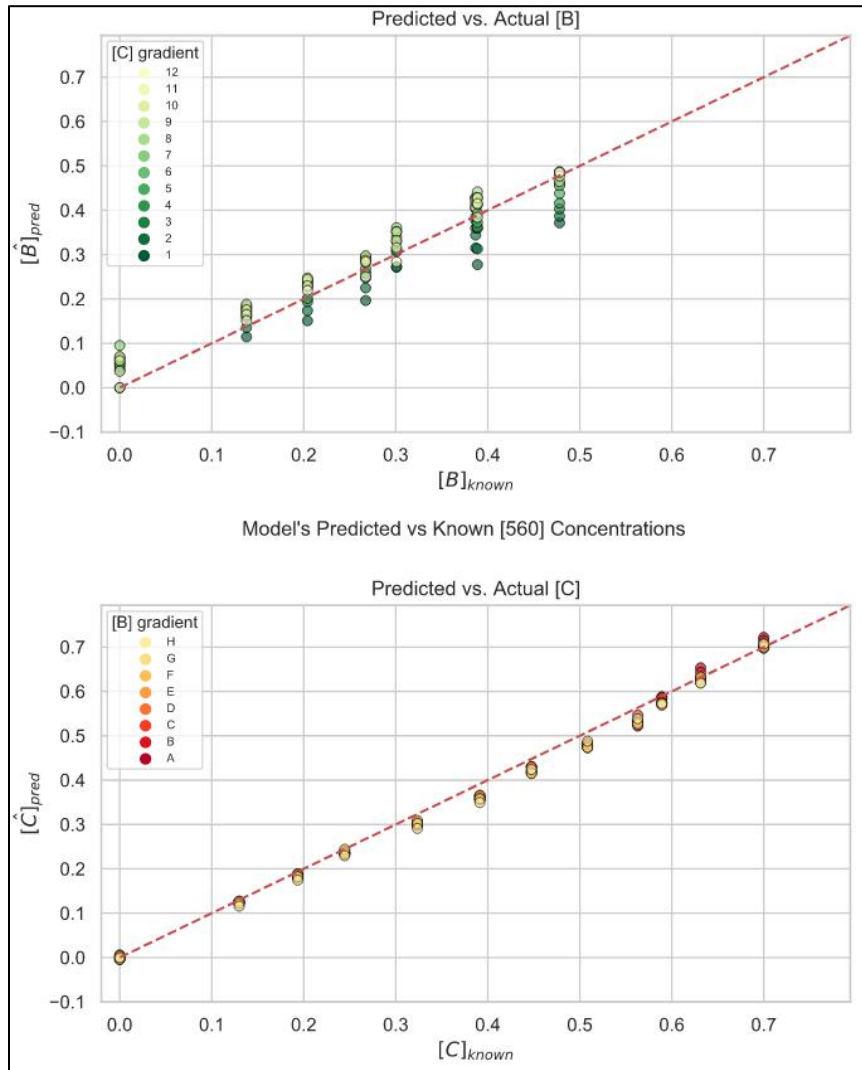 Predicted vs. Actual [B]
[C] gradient
12
11
10
9
8
7
6
5
4
3
2
1
0.7
0.6
0.5
0.4
0.3
0.2
0.1
0.0
−0.1
[B̂]pred
0.0 0.1 0.2 0.3 0.4 0.5 0.6 0.7
[B]known
Model's Predicted vs Known [560] Concentrations
Predicted vs. Actual [C]
[B] gradient
H
G
F
E
D
C
B
A
0.7
0.6
0.5
0.4
0.3
0.2
0.1
0.0
−0.1
[Ĉ]pred
0.0 0.1 0.2 0.3 0.4 0.5 0.6 0.7
[C]known